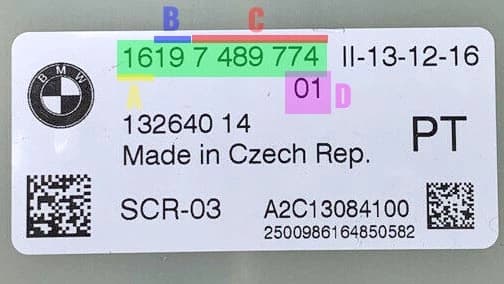 B C
1619 7 489 774 II-13-12-16
A 01 D
BMW
132640 14
PT
Made in Czech Rep.
SCR-03 A2C13084100
2500986164850582